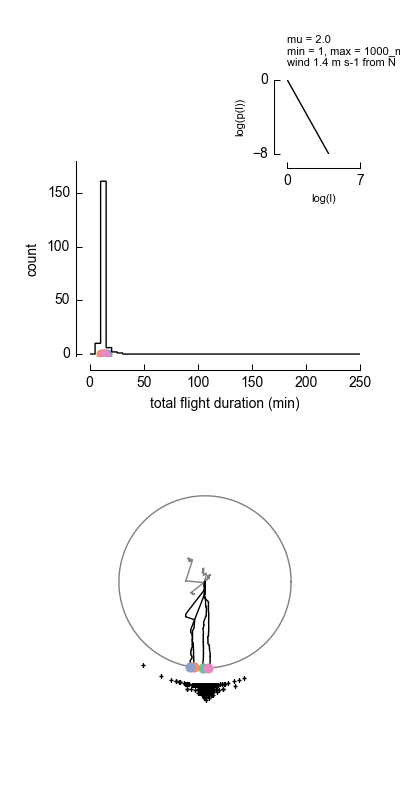 mu = 2.0
min = 1, max = 1000_m
wind 1.4 m s-1 from N
0
−8
log(p(l))
0 7
log(l)
150
100
50
0
count
0 50 100 150 200 250
total flight duration (min)